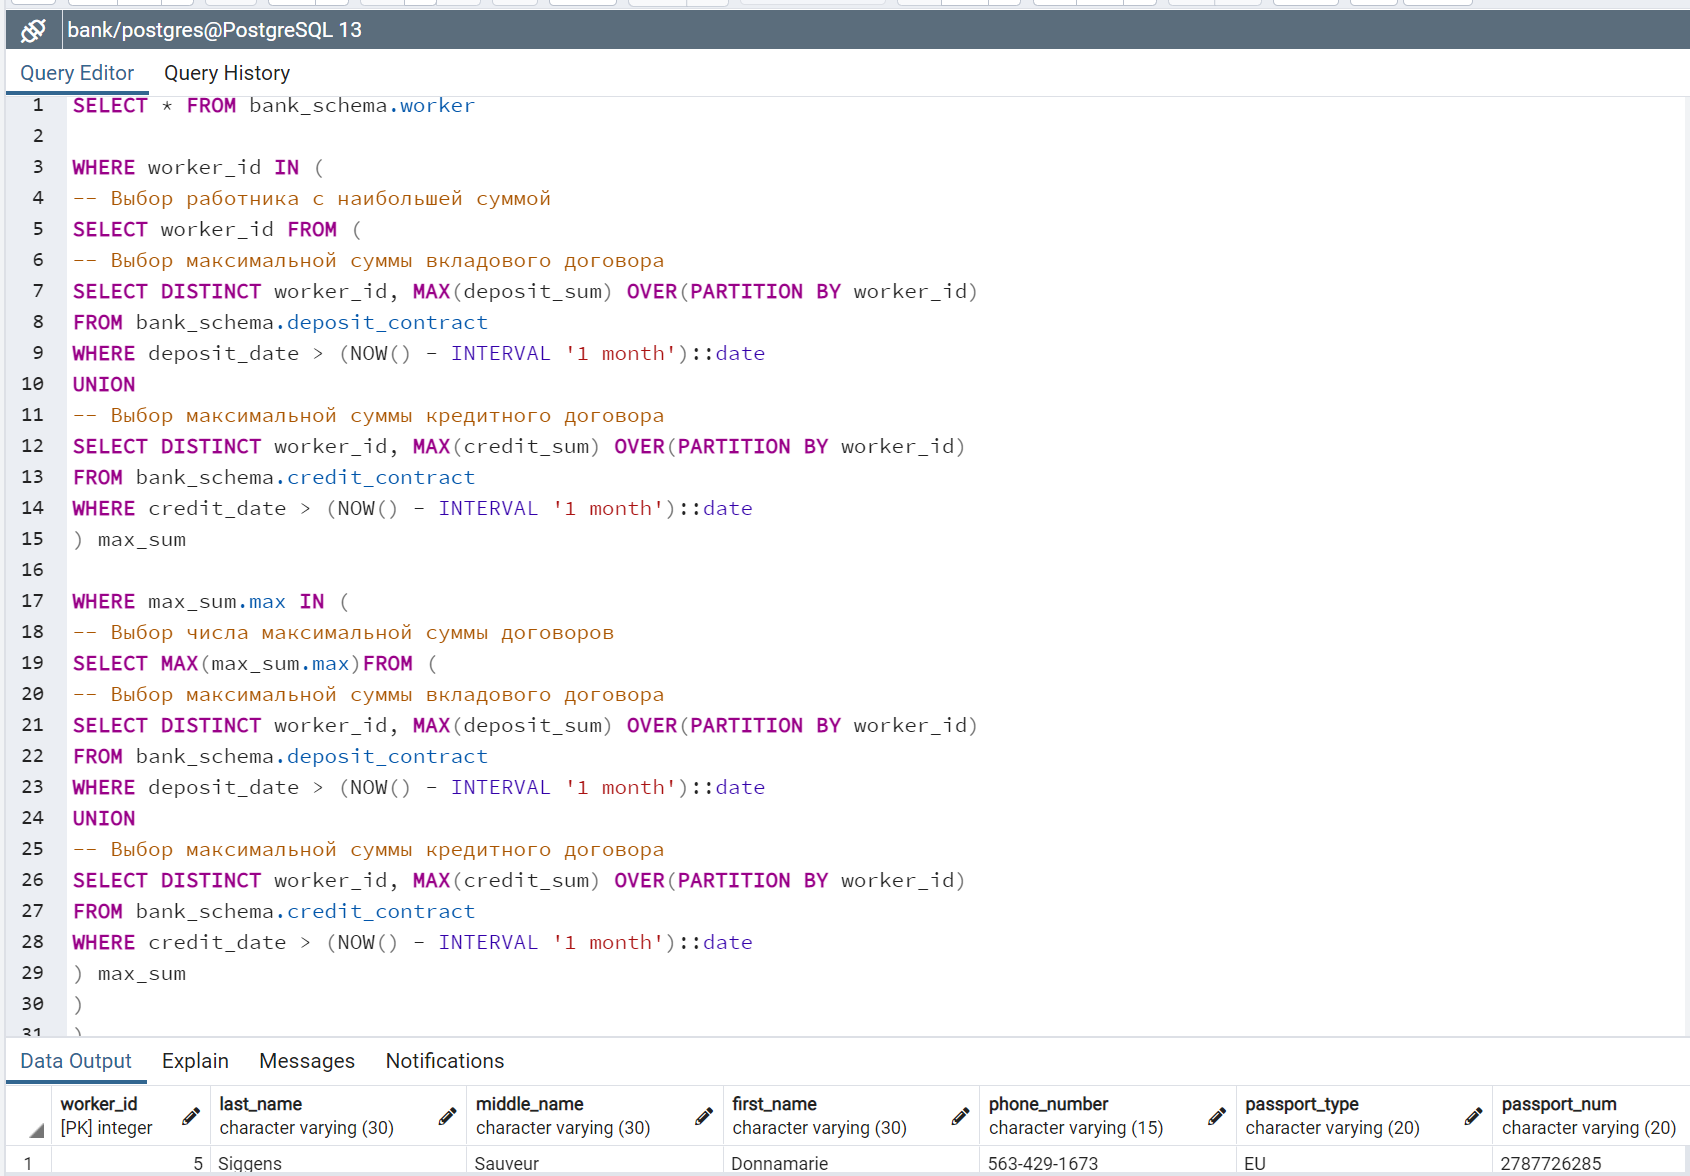 bank/postgres@PostgreSQL 13
Query Editor Query History
1 SELECT * FROM bank_schema.worker
2
3 WHERE worker_id IN (
4 -- Выбор работника с наибольшей суммой
5 SELECT worker_id FROM (
6 -- Выбор максимальной суммы вкладового договора
7 SELECT DISTINCT worker_id, MAX(deposit_sum) OVER(PARTITION BY worker_id)
8 FROM bank_schema.deposit_contract
9 WHERE deposit_date > (NOW() - INTERVAL '1 month')::date
10 UNION
11 -- Выбор максимальной суммы кредитного договора
12 SELECT DISTINCT worker_id, MAX(credit_sum) OVER(PARTITION BY worker_id)
13 FROM bank_schema.credit_contract
14 WHERE credit_date > (NOW() - INTERVAL '1 month')::date
15 ) max_sum
16
17 WHERE max_sum.max IN (
18 -- Выбор числа максимальной суммы договоров
19 SELECT MAX(max_sum.max)FROM (
20 -- Выбор максимальной суммы вкладового договора
21 SELECT DISTINCT worker_id, MAX(deposit_sum) OVER(PARTITION BY worker_id)
22 FROM bank_schema.deposit_contract
23 WHERE deposit_date > (NOW() - INTERVAL '1 month')::date
24 UNION
25 -- Выбор максимальной суммы кредитного договора
26 SELECT DISTINCT worker_id, MAX(credit_sum) OVER(PARTITION BY worker_id)
27 FROM bank_schema.credit_contract
28 WHERE credit_date > (NOW() - INTERVAL '1 month')::date
29 ) max_sum
30 )
31 )
Data Output Explain Messages Notifications
worker_id last_name middle_name first_name phone_number passport_type passport_num
[PK] integer character varying (30) character varying (30) character varying (30) character varying (15) character varying (20) character varying (20)
1 5 Siggens Sauveur Donnamarie 563-429-1673 EU 2787726285